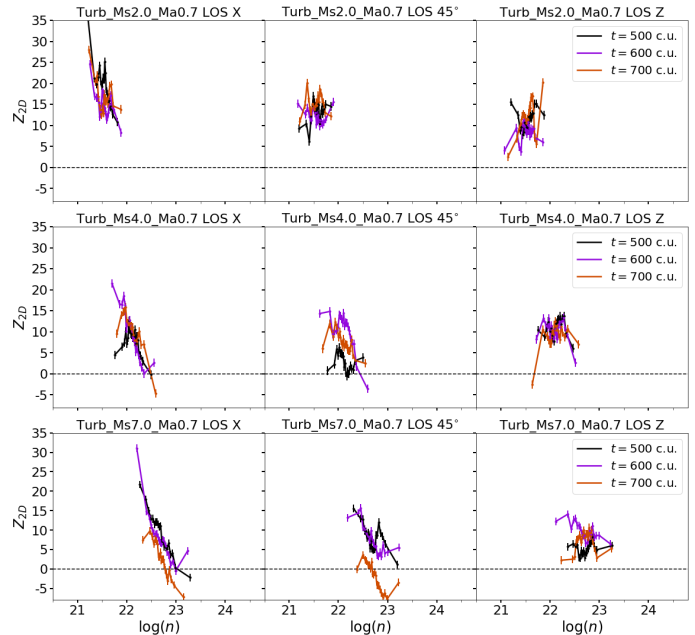 Turb_Ms2.0_Ma0.7 LOS X
Turb_Ms2.0_Ma0.7 LOS 45°
Turb_Ms2.0_Ma0.7 LOS Z
35
30
25
20
15
10
5
0
−5
Z2D
t = 500 c.u.
t = 600 c.u.
t = 700 c.u.
Turb_Ms4.0_Ma0.7 LOS X
Turb_Ms4.0_Ma0.7 LOS 45°
Turb_Ms4.0_Ma0.7 LOS Z
35
30
25
20
15
10
5
0
−5
Z2D
t = 500 c.u.
t = 600 c.u.
t = 700 c.u.
Turb_Ms7.0_Ma0.7 LOS X
Turb_Ms7.0_Ma0.7 LOS 45°
Turb_Ms7.0_Ma0.7 LOS Z
35
30
25
20
15
10
5
0
−5
Z2D
t = 500 c.u.
t = 600 c.u.
t = 700 c.u.
21 22 23 24
21 22 23 24
21 22 23 24
log(n)
log(n)
log(n)